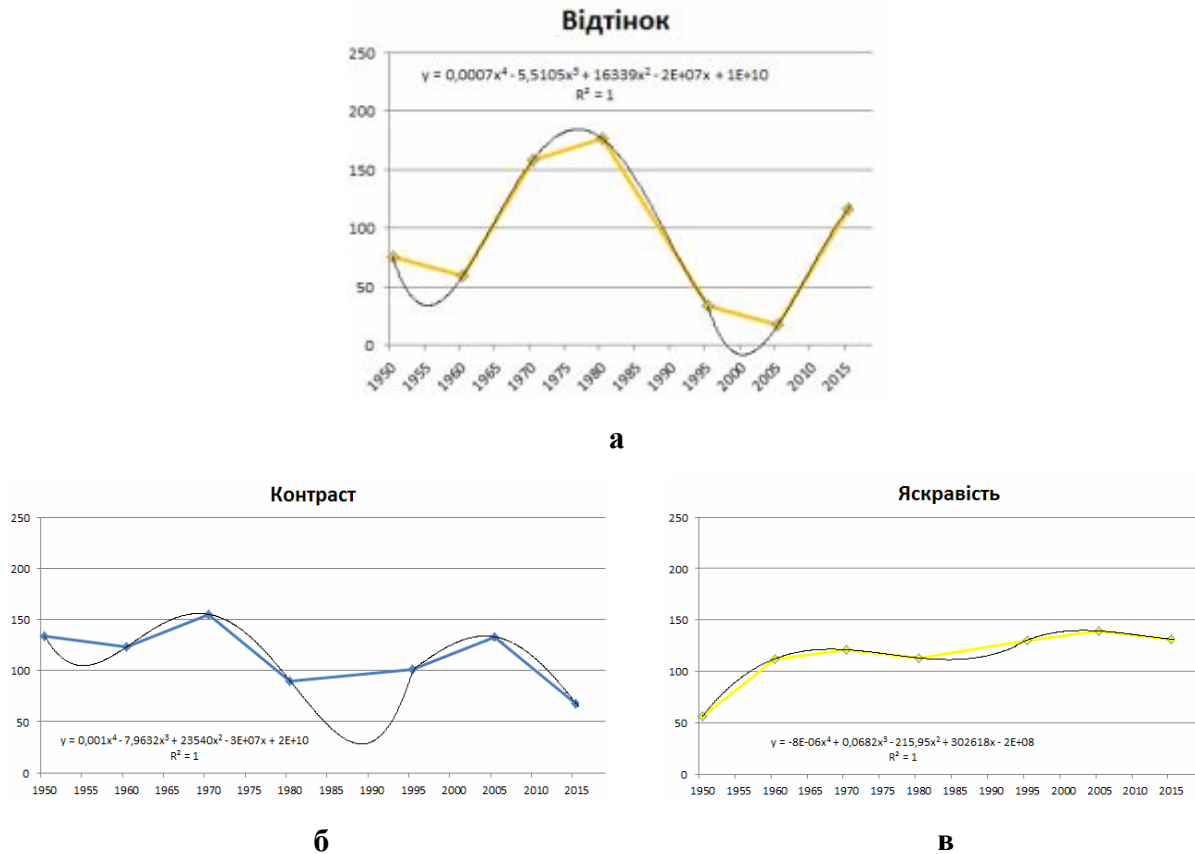 Відтінок
250
y = 0,0007x⁴ - 5,5105x³ + 16339x² - 2E+07x + 1E+10
R² = 1
200
150
100
50
0
1950 1955 1960 1965 1970 1975 1980 1985 1990 1995 2000 2005 2010 2015
а
Контраст
250
200
150
100
50
y = 0,001x⁴ - 7,9632x³ + 23540x² - 3E+07x + 2E+10
R² = 1
0
1950 1955 1960 1965 1970 1975 1980 1985 1990 1995 2000 2005 2010 2015
б
Яскравість
250
200
150
100
50
y = -8E-06x⁴ + 0,0682x³ - 215,95x² + 302618x - 2E+08
R² = 1
0
1950 1955 1960 1965 1970 1975 1980 1985 1990 1995 2000 2005 2010 2015
в